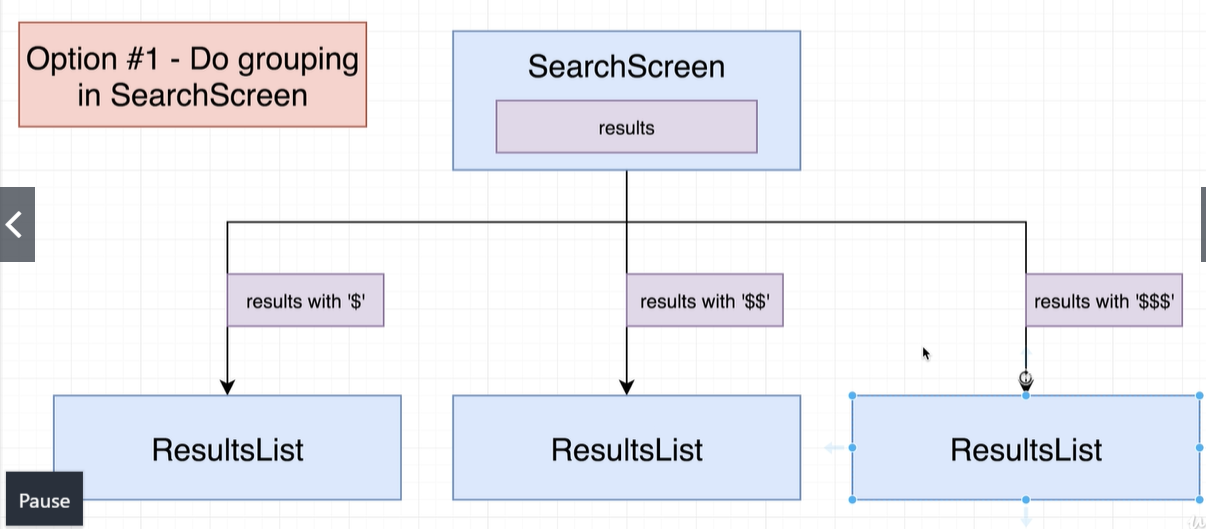 Option #1 - Do grouping
in SearchScreen
SearchScreen
results
results with '$'
results with '$$'
results with '$$$'
ResultsList
ResultsList
ResultsList
Pause